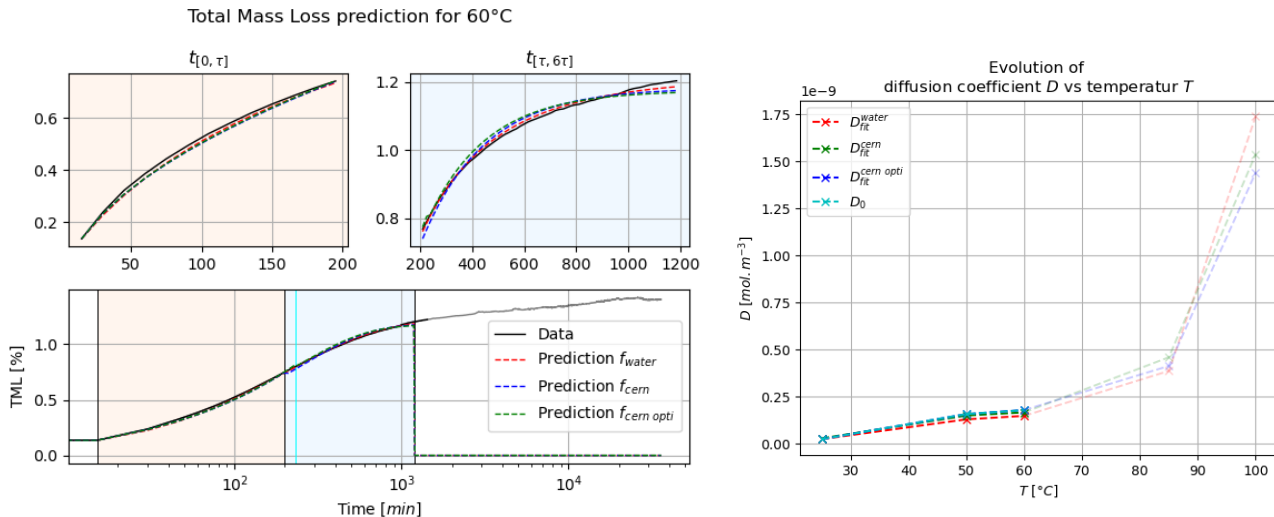 Total Mass Loss prediction for 60°C
t[0, τ]
t[τ, 6τ]
0.6
0.4
0.2
50
100
150
200
1.2
1.0
0.8
200
400
600
800
1000
1200
TML [%]
1.0
0.5
0.0
Data
Prediction f_water
Prediction f_cern
Prediction f_cern opti
10²
10³
10⁴
Time [min]
Evolution of
diffusion coefficient D vs temperatur T
1e−9
D [mol.m⁻³]
1.75
1.50
1.25
1.00
0.75
0.50
0.25
0.00
D_fit^water
D_fit^cern
D_fit^cern opti
D₀
30
40
50
60
70
80
90
100
T [°C]